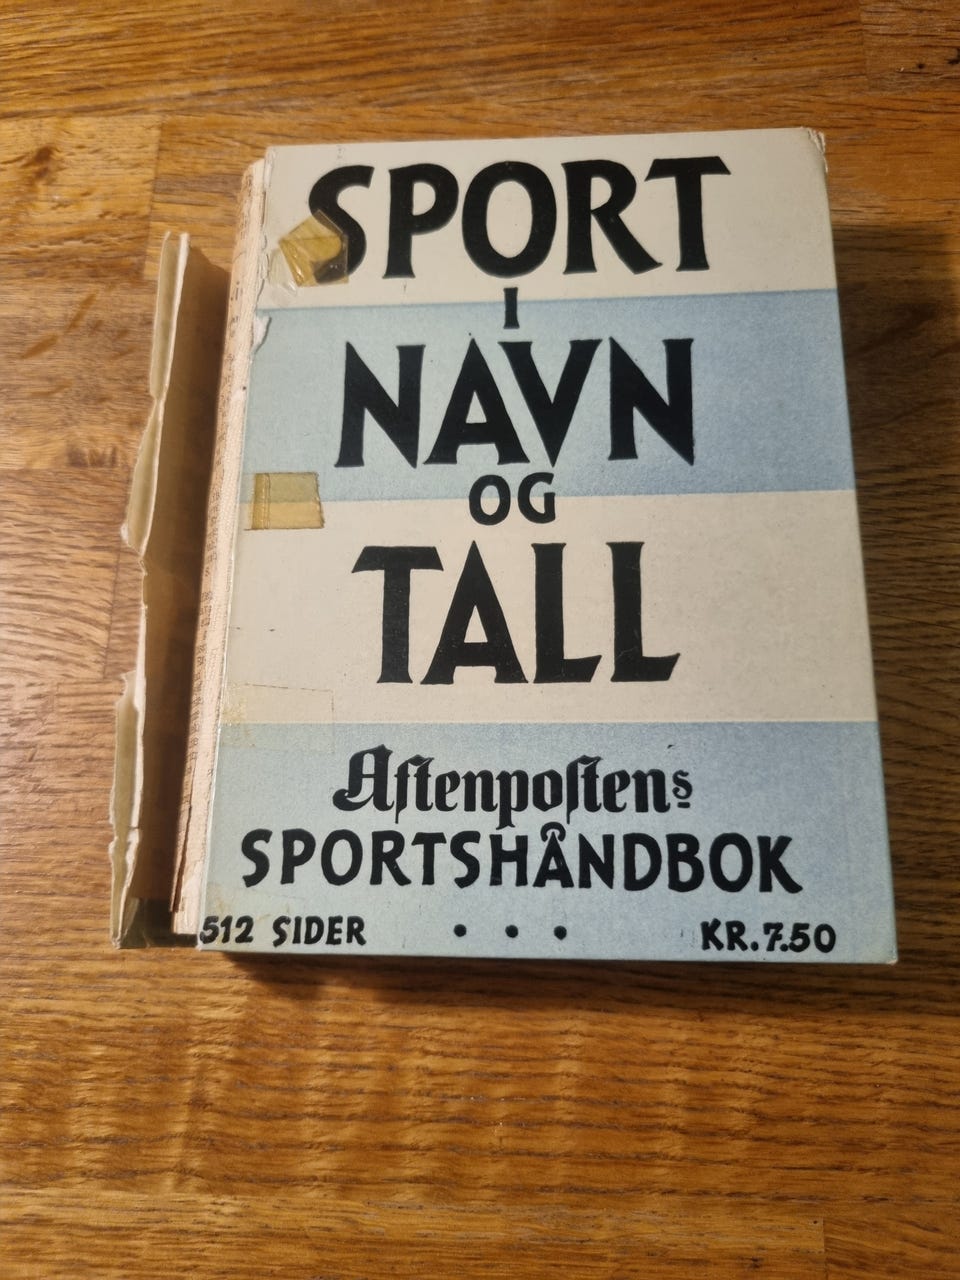 SPORT
I
NAVN
OG
TALL
Aftenpostens
SPORTSHÅNDBOK
512 SIDER • • • KR. 7.50